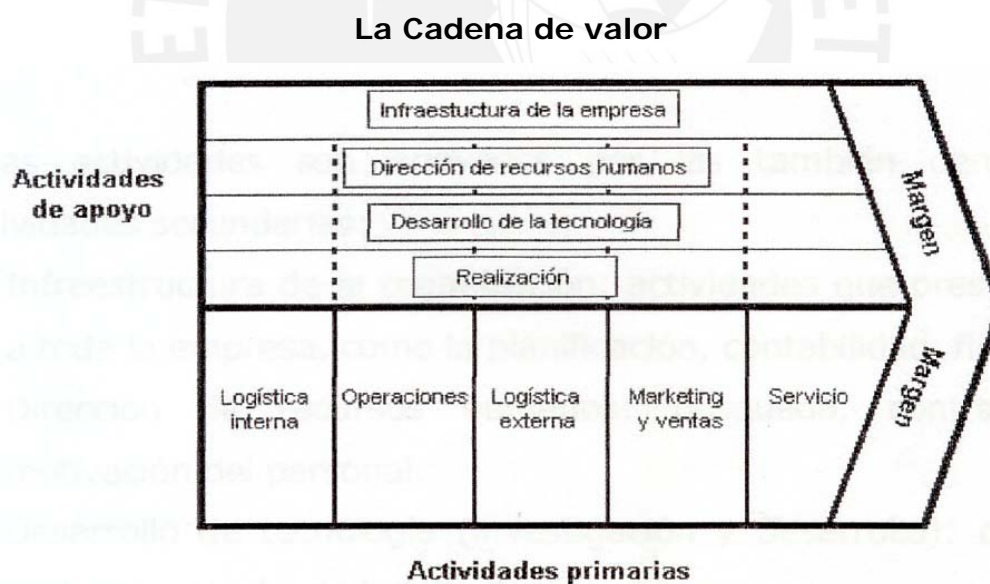 La Cadena de valor
Infraestuctura de la empresa
Dirección de recursos humanos
Desarrollo de la tecnología
Realización
Actividades
de apoyo
Margen
Margen
Logística
interna
Operaciones
Logística
externa
Marketing
y ventas
Servicio
Actividades primarias